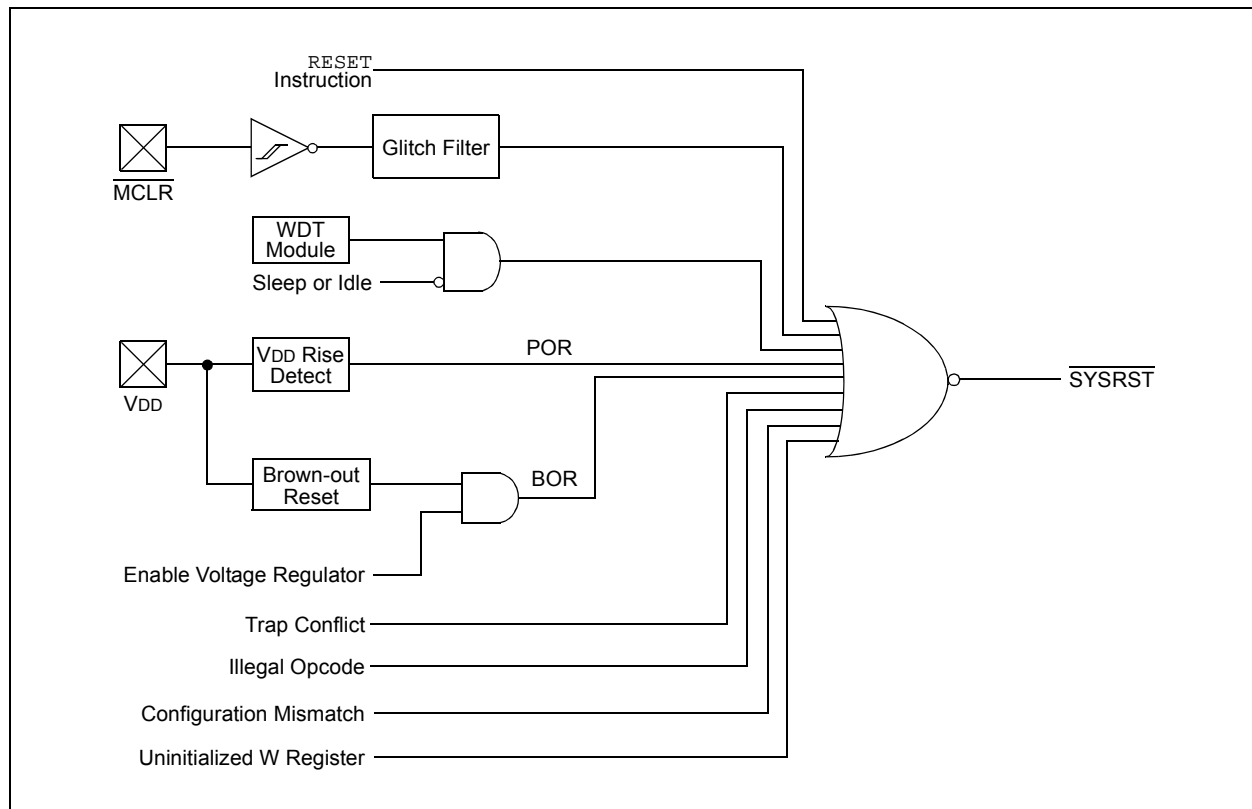 RESET
Instruction
Glitch Filter
MCLR
WDT
Module
Sleep or Idle
VDD Rise
Detect
POR
VDD
SYSRST
Brown-out
Reset
BOR
Enable Voltage Regulator
Trap Conflict
Illegal Opcode
Configuration Mismatch
Uninitialized W Register